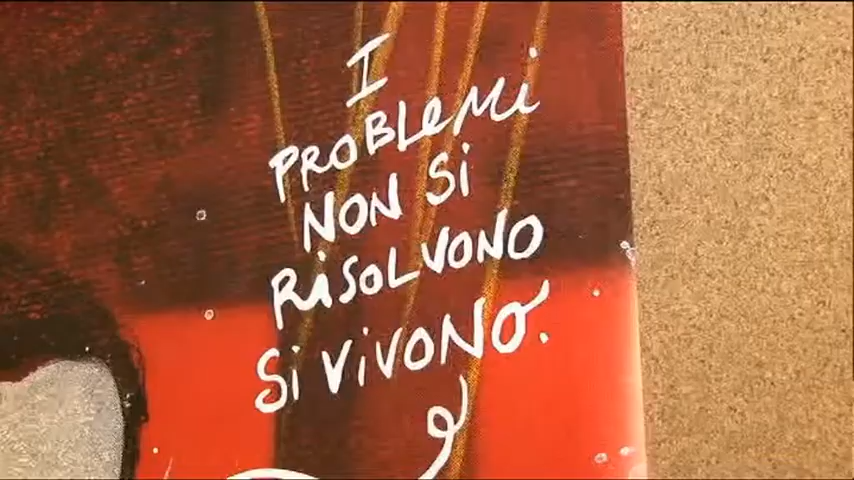 I
PROBLEMI
NON SI
RISOLVONO
SI VIVONO.